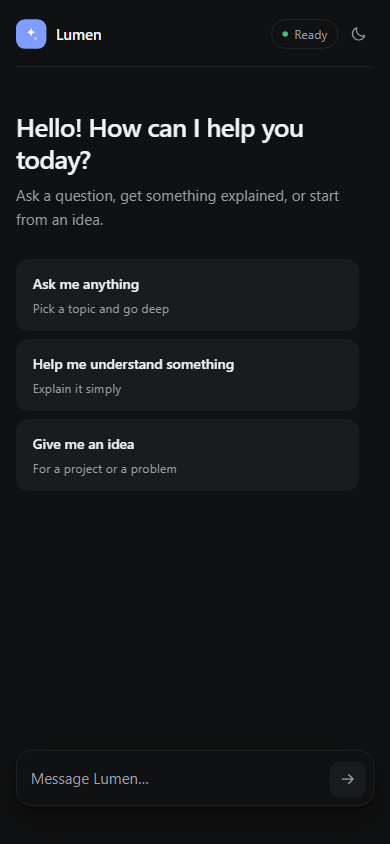 Lumen
Ready
Hello! How can I help you
today?
Ask a question, get something explained, or start
from an idea.
Ask me anything
Pick a topic and go deep
Help me understand something
Explain it simply
Give me an idea
For a project or a problem
Message Lumen...